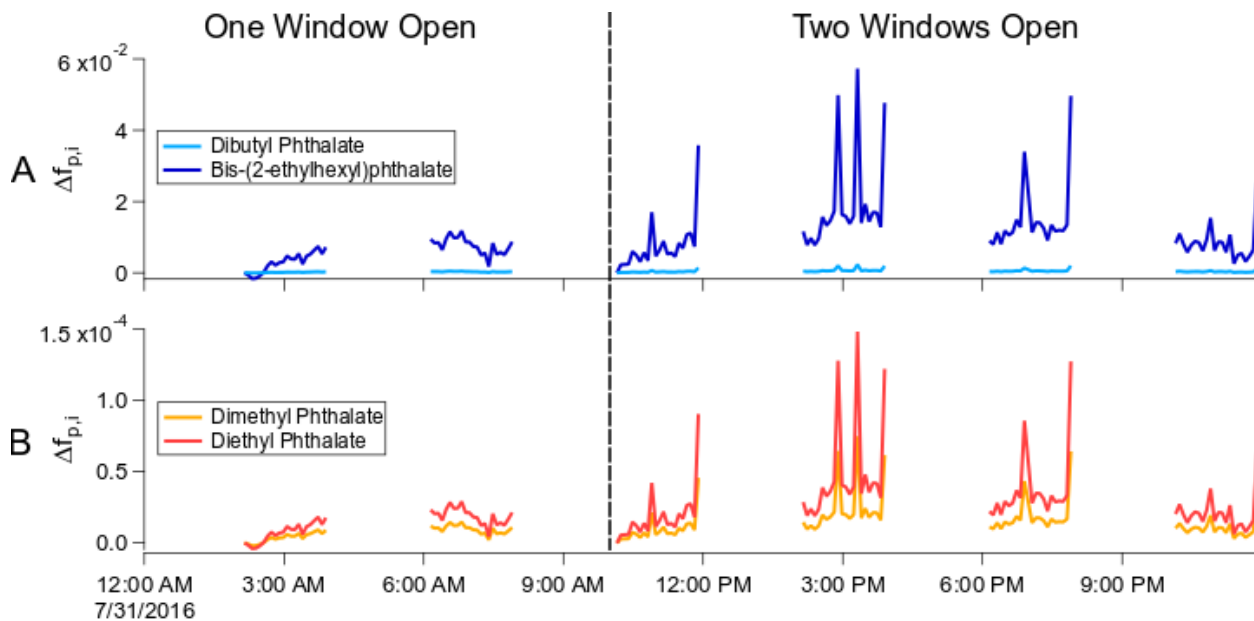 One Window Open
Two Windows Open
A
Δf_p,i
6 x10^-2
4
2
0
Dibutyl Phthalate
Bis-(2-ethylhexyl)phthalate
B
Δf_p,i
1.5 x10^-4
1.0
0.5
0.0
Dimethyl Phthalate
Diethyl Phthalate
12:00 AM 3:00 AM 6:00 AM 9:00 AM 12:00 PM 3:00 PM 6:00 PM 9:00 PM
7/31/2016